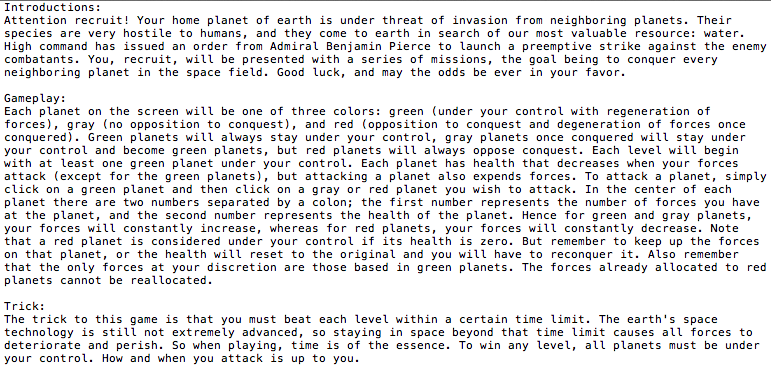 Introductions:
Attention recruit! Your home planet of earth is under threat of invasion from neighboring planets. Their
species are very hostile to humans, and they come to earth in search of our most valuable resource: water.
High command has issued an order from Admiral Benjamin Pierce to launch a preemptive strike against the enemy
combatants. You, recruit, will be presented with a series of missions, the goal being to conquer every
neighboring planet in the space field. Good luck, and may the odds be ever in your favor.
Gameplay:
Each planet on the screen will be one of three colors: green (under your control with regeneration of
forces), gray (no opposition to conquest), and red (opposition to conquest and degeneration of forces once
conquered). Green planets will always stay under your control, gray planets once conquered will stay under
your control and become green planets, but red planets will always oppose conquest. Each level will begin
with at least one green planet under your control. Each planet has health that decreases when your forces
attack (except for the green planets), but attacking a planet also expends forces. To attack a planet, simply
click on a green planet and then click on a gray or red planet you wish to attack. In the center of each
planet there are two numbers separated by a colon; the first number represents the number of forces you have
at the planet, and the second number represents the health of the planet. Hence for green and gray planets,
your forces will constantly increase, whereas for red planets, your forces will constantly decrease. Note
that a red planet is considered under your control if its health is zero. But remember to keep up the forces
on that planet, or the health will reset to the original and you will have to reconquer it. Also remember
that the only forces at your discretion are those based in green planets. The forces already allocated to red
planets cannot be reallocated.
Trick:
The trick to this game is that you must beat each level within a certain time limit. The earth's space
technology is still not extremely advanced, so staying in space beyond that time limit causes all forces to
deteriorate and perish. So when playing, time is of the essence. To win any level, all planets must be under
your control. How and when you attack is up to you.